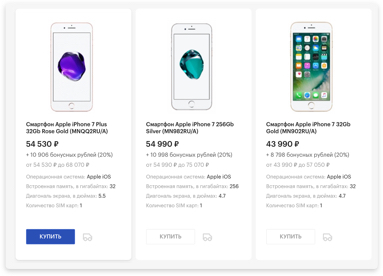 Смартфон Apple iPhone 7 Plus
32Gb Rose Gold (MNQQ2RU/A)
54 530 ₽
+ 10 906 бонусных рублей (20%)
от 54 530 ₽ до 68 070 ₽
Операционная система: Apple iOS
Встроенная память, в гигабайтах: 32
Диагональ экрана, в дюймах: 5.5
Количество SIM карт: 1
КУПИТЬ
Смартфон Apple iPhone 7 256Gb
Silver (MN982RU/A)
54 990 ₽
+ 10 998 бонусных рублей (20%)
от 54 990 ₽ до 75 070 ₽
Операционная система: Apple iOS
Встроенная память, в гигабайтах: 256
Диагональ экрана, в дюймах: 4.7
Количество SIM карт: 1
КУПИТЬ
Смартфон Apple iPhone 7 32Gb
Gold (MN902RU/A)
43 990 ₽
+ 8 798 бонусных рублей (20%)
от 43 990 ₽ до 57 050 ₽
Операционная система: Apple iOS
Встроенная память, в гигабайтах: 32
Диагональ экрана, в дюймах: 4.7
Количество SIM карт: 1
КУПИТЬ